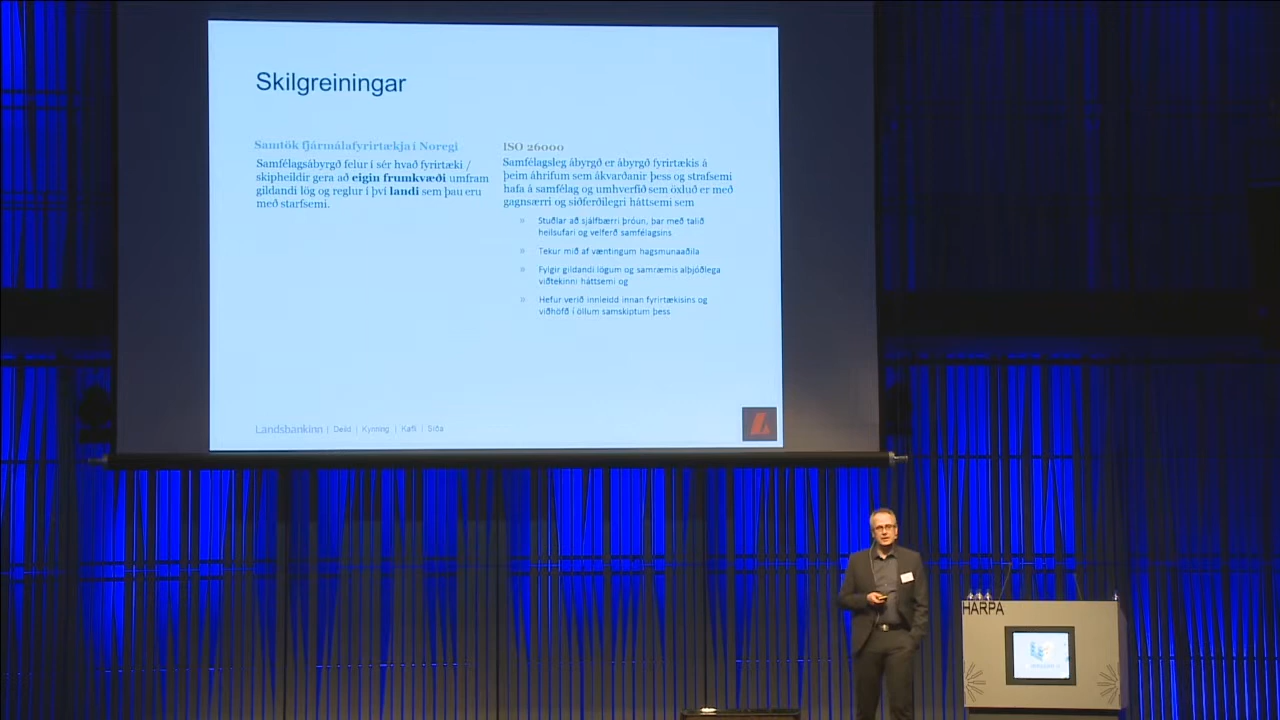 Skilgreiningar
Samtök fjármálafyrirtækja í Noregi
Samfélagsábyrgð felur í sér hvað fyrirtæki /
skipheildir gera að eigin frumkvæði umfram
gildandi lög og reglur í því landi sem þau eru
með starfsemi.
ISO 26000
Samfélagsleg ábyrgð er ábyrgð fyrirtækis á
þeim áhrifum sem ákvarðanir þess og strafsemi
hafa á samfélag og umhverfið sem öxluð er með
gagnsærri og siðferðilegri háttsemi sem
» Stuðlar að sjálfbærri þróun, þar með talið
heilsufari og velferð samfélagsins
» Tekur mið af væntingum hagsmunaaðila
» Fylgir gildandi lögum og samræmis alþjóðlega
viðtekinni háttsemi og
» Hefur verið innleidd innan fyrirtækisins og
viðhöfð í öllum samskiptum þess
Landsbankinn | Deild | Kynning | Kafli | Síða
HARPA